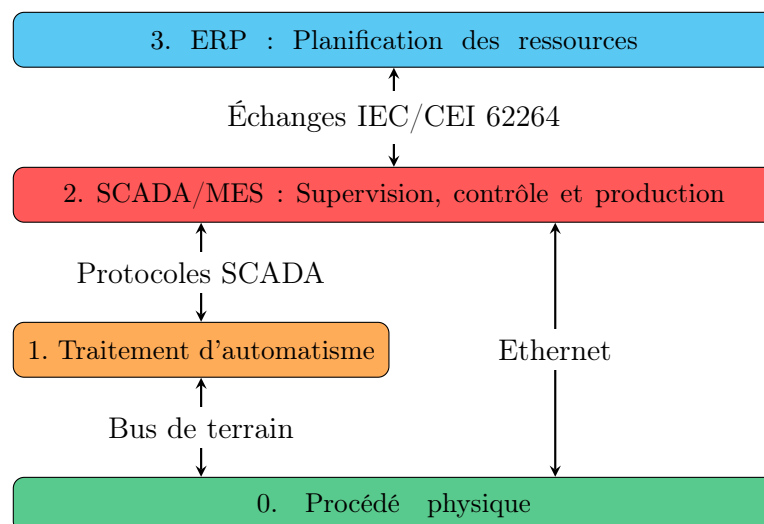 3. ERP : Planification des ressources
Échanges IEC/CEI 62264
2. SCADA/MES : Supervision, contrôle et production
Protocoles SCADA
1. Traitement d'automatisme
Ethernet
Bus de terrain
0. Procédé physique